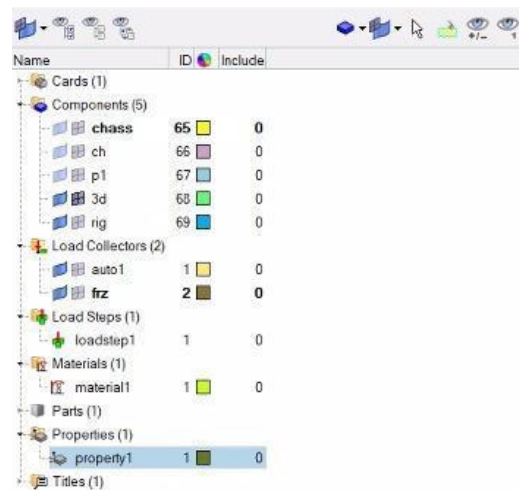 +/- 1
Name ID Include
Cards (1)
Components (5)
chass 65 0
ch 66 0
p1 67 0
3d 68 0
rig 69 0
Load Collectors (2)
auto1 1 0
frz 2 0
Load Steps (1)
loadstep1 1 0
Materials (1)
material1 1 0
Parts (1)
Properties (1)
property1 1 0
Titles (1)